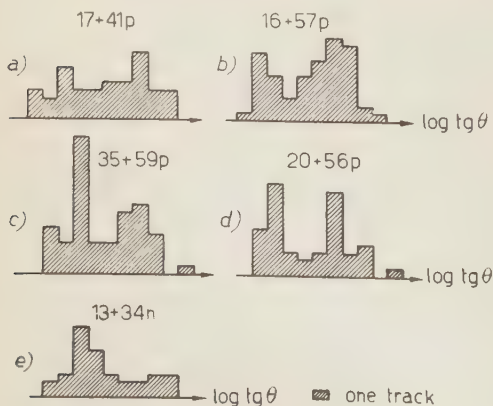 17+41p
16+57p
a)
b)
log tgθ
35+59p
20+56p
c)
d)
log tgθ
13+34n
e)
log tgθ
one track